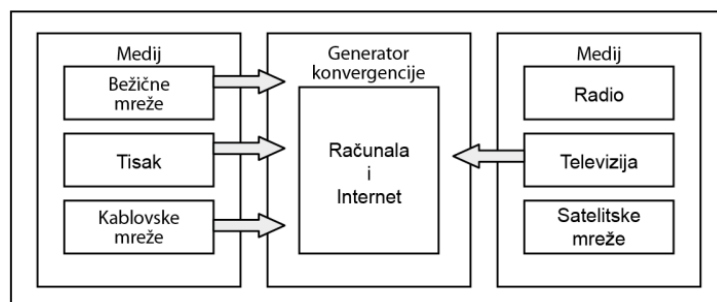 Medij
Bežične
mreže
Tisak
Kablovske
mreže
Generator
konvergencije
Računala
i
Internet
Medij
Radio
Televizija
Satelitske
mreže